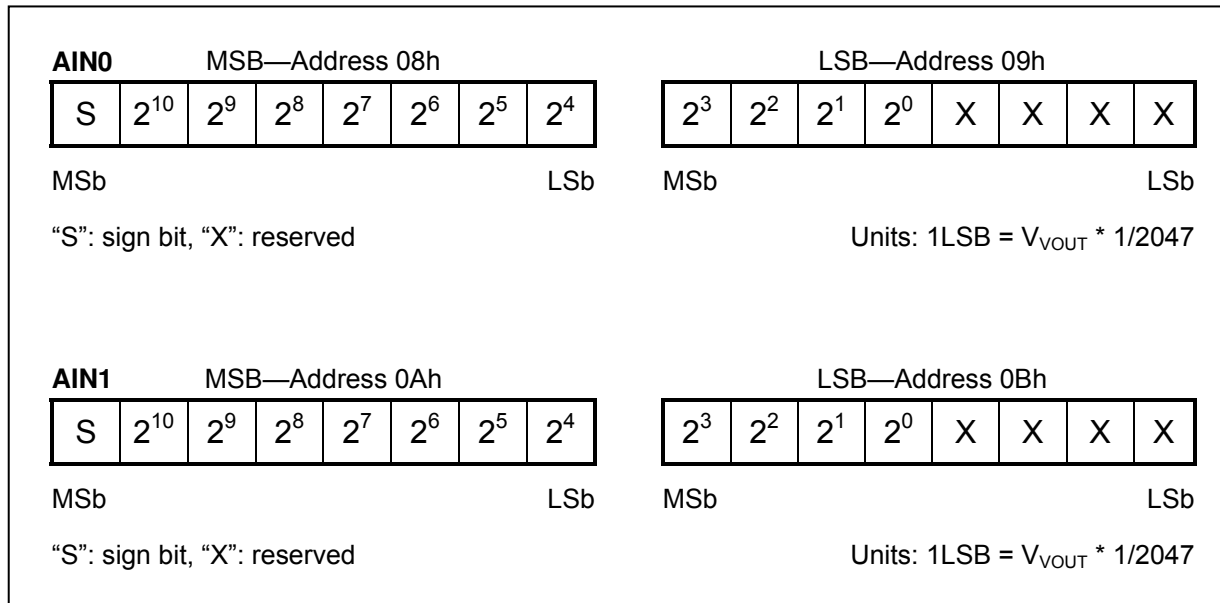 AIN0 MSB—Address 08h LSB—Address 09h
S 2^10 2^9 2^8 2^7 2^6 2^5 2^4 2^3 2^2 2^1 2^0 X X X X
MSb LSb MSb LSb
“S”: sign bit, “X”: reserved Units: 1LSB = V_VOUT * 1/2047
AIN1 MSB—Address 0Ah LSB—Address 0Bh
S 2^10 2^9 2^8 2^7 2^6 2^5 2^4 2^3 2^2 2^1 2^0 X X X X
MSb LSb MSb LSb
“S”: sign bit, “X”: reserved Units: 1LSB = V_VOUT * 1/2047